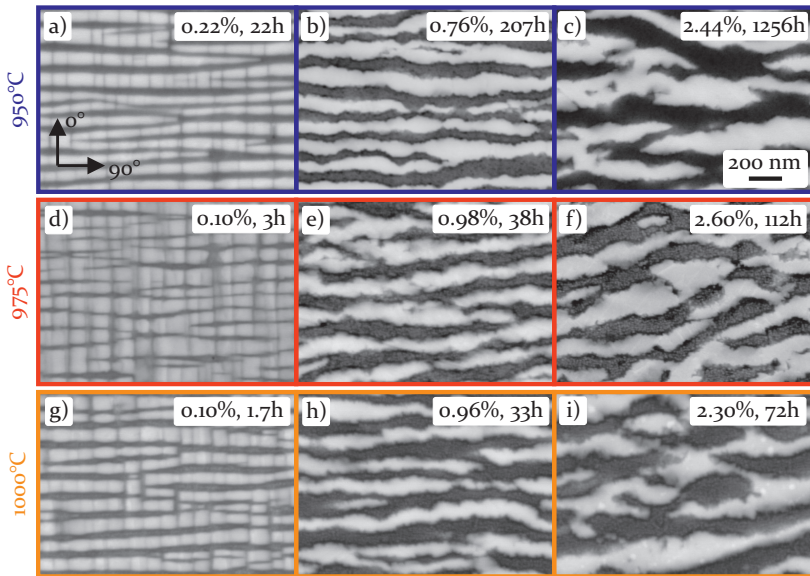 950°C
a)
0.22%, 22h
0°
90°
b)
0.76%, 207h
c)
2.44%, 1256h
200 nm
975°C
d)
0.10%, 3h
e)
0.98%, 38h
f)
2.60%, 112h
1000°C
g)
0.10%, 1.7h
h)
0.96%, 33h
i)
2.30%, 72h